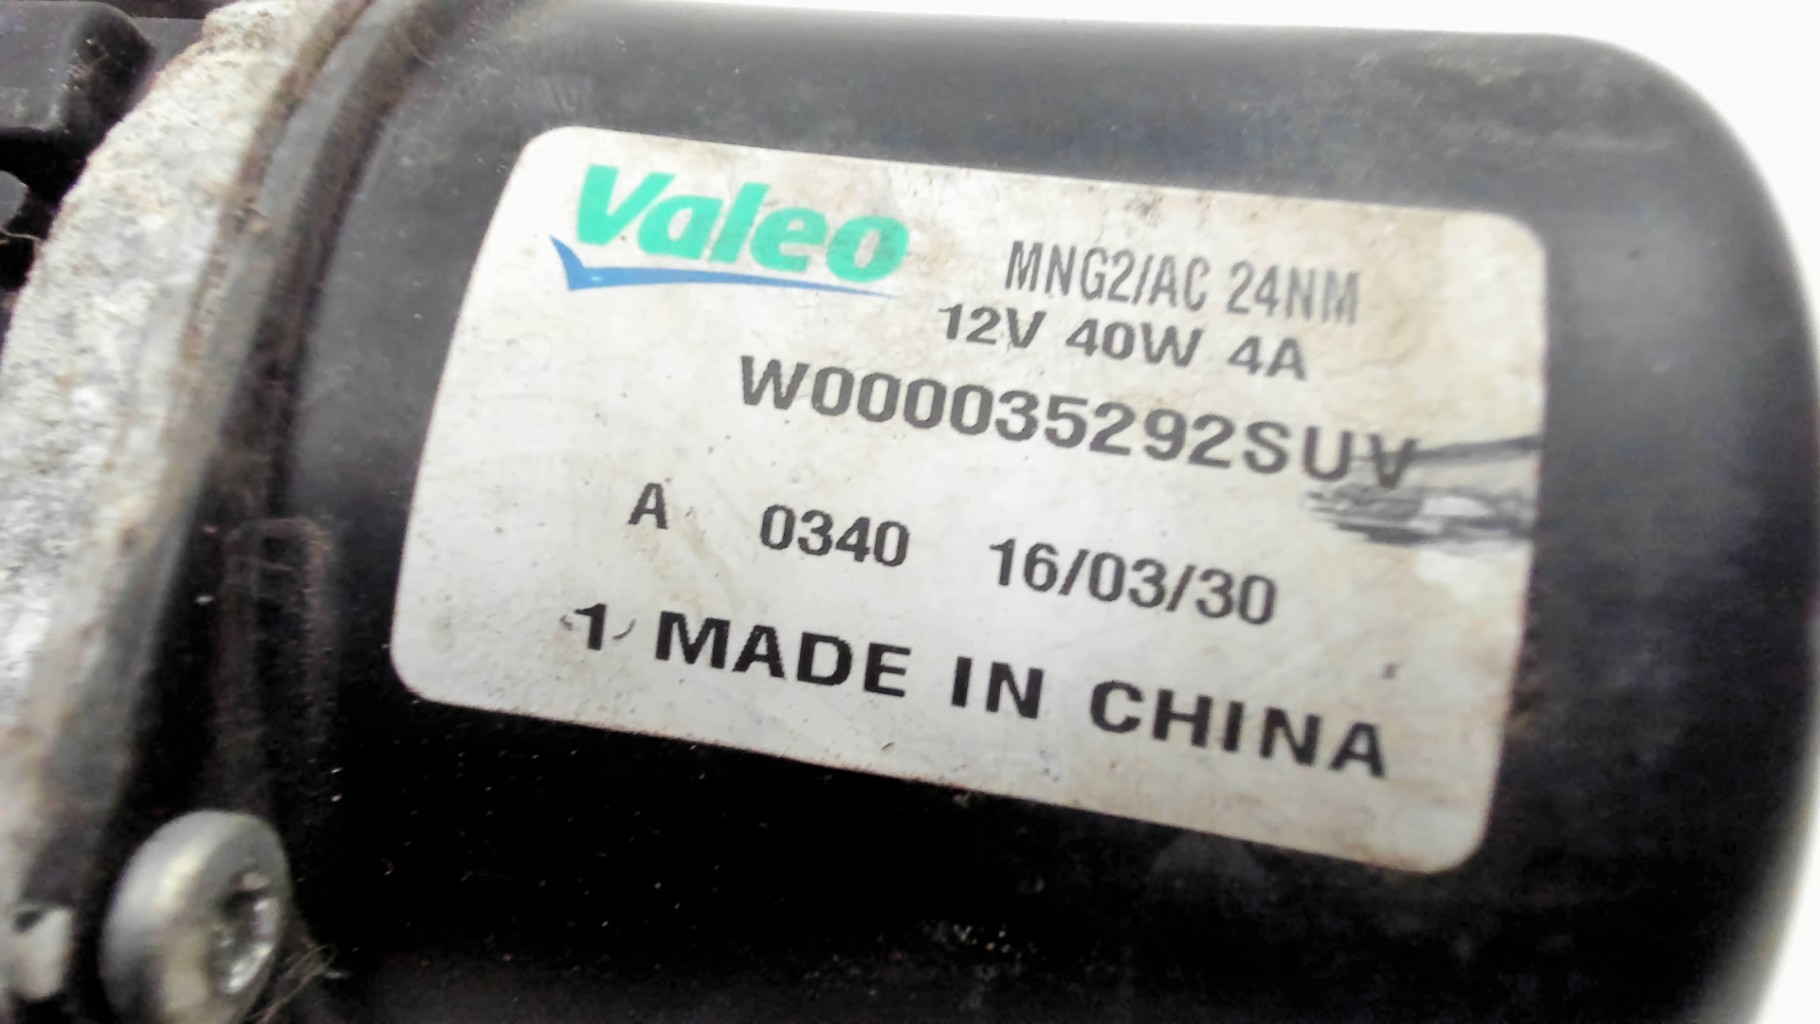 Valeo
MNG2/AC 24NM
12V 40W 4A
W000035292SUV
A 0340 16/03/30
1 MADE IN CHINA